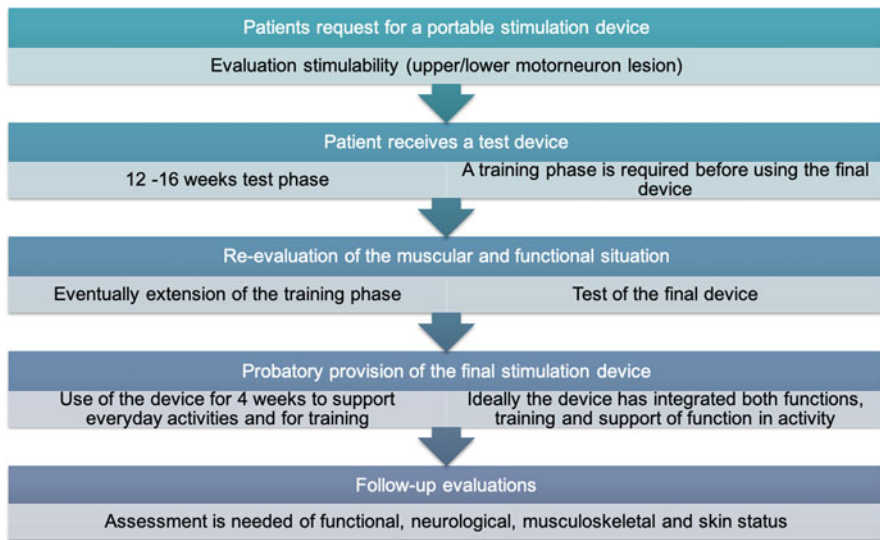 Patients request for a portable stimulation device
Evaluation stimulability (upper/lower motorneuron lesion)
Patient receives a test device
12 -16 weeks test phase
A training phase is required before using the final
device
Re-evaluation of the muscular and functional situation
Eventually extension of the training phase
Test of the final device
Probatory provision of the final stimulation device
Use of the device for 4 weeks to support
everyday activities and for training
Ideally the device has integrated both functions,
training and support of function in activity
Follow-up evaluations
Assessment is needed of functional, neurological, musculoskeletal and skin status